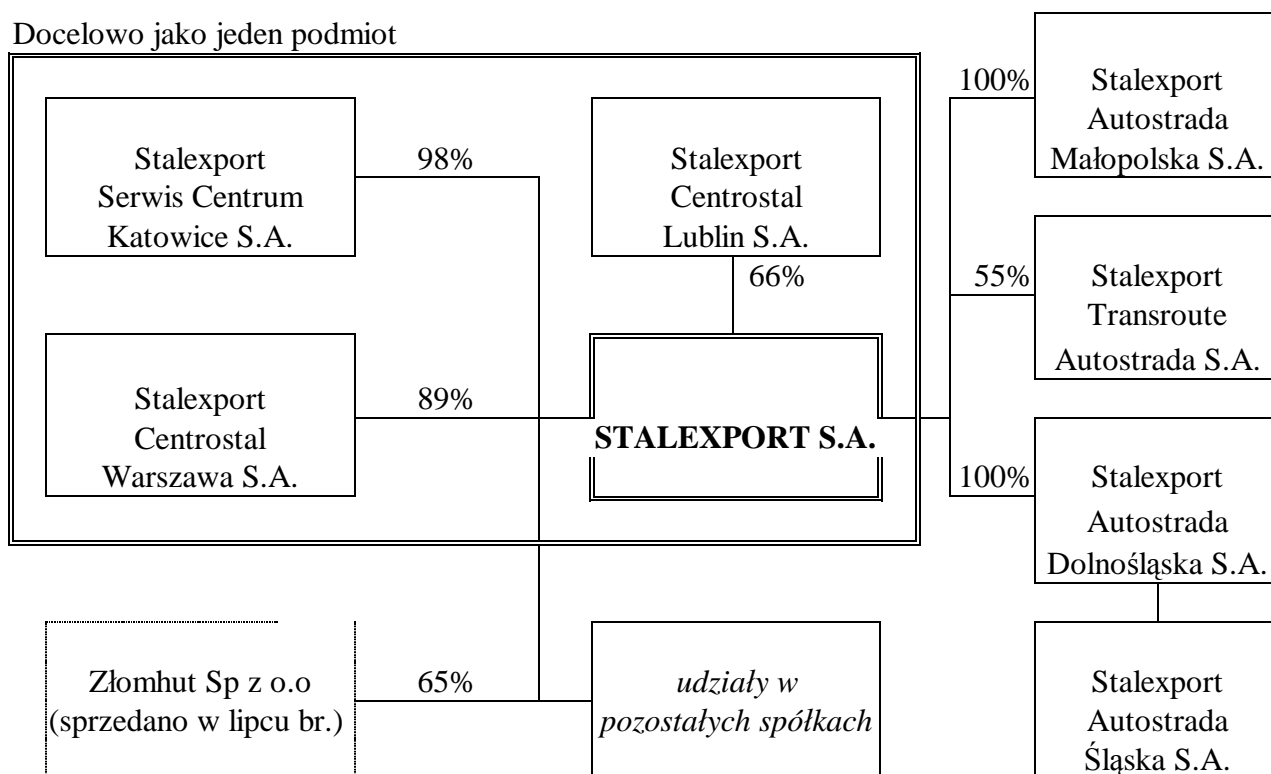 Docelowo jako jeden podmiot
Stalexport
Serwis Centrum
Katowice S.A.
98%
Stalexport
Centrostal
Lublin S.A.
66%
100%
Stalexport
Autostrada
Małopolska S.A.
55%
Stalexport
Transroute
Autostrada S.A.
Stalexport
Centrostal
Warszawa S.A.
89%
STALEXPORT S.A.
100%
Stalexport
Autostrada
Dolnośląska S.A.
Złomhut Sp z o.o
(sprzedano w lipcu br.)
65%
udziały w
pozostałych spółkach
Stalexport
Autostrada
Śląska S.A.